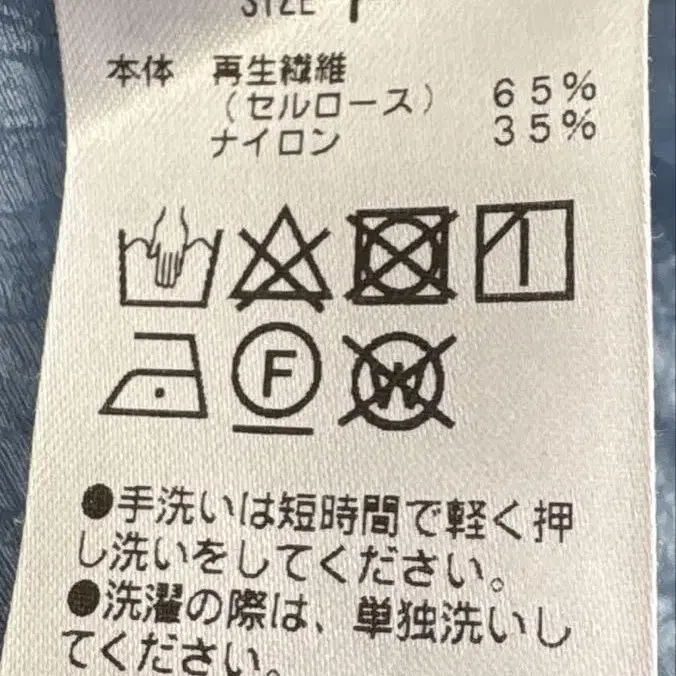 SIZE
本体 再生繊維
(セルロース) 65%
ナイロン 35%
F
W
●手洗いは短時間で軽く押
し洗いをしてください。
●洗濯の際は、単独洗いし
てください。